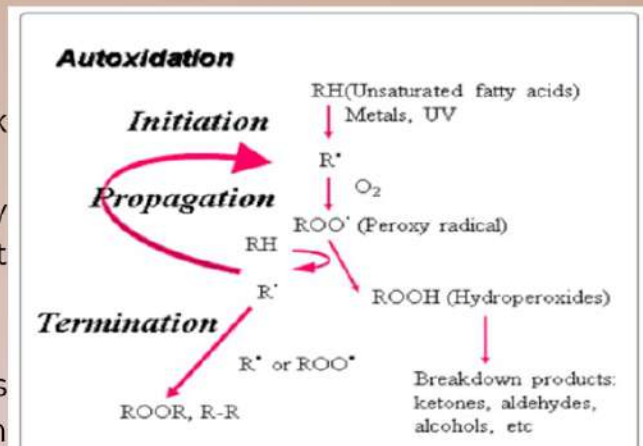 Autoxidation
RH(Unsaturated fatty acids)
Metals, UV
Initiation
R•
O₂
Propagation
ROO• (Peroxy radical)
RH
R•
ROOH (Hydroperoxides)
Termination
R• or ROO•
Breakdown products:
ketones, aldehydes,
alcohols, etc
ROOR, R-R